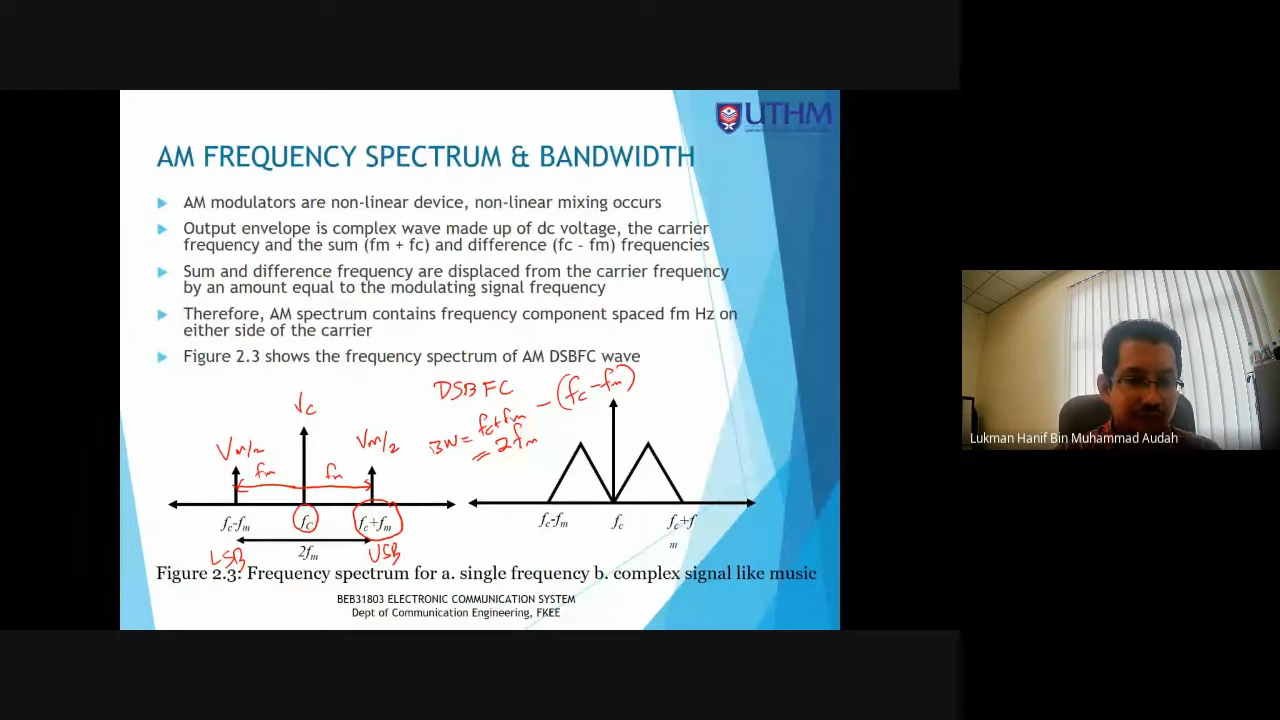 UTHM
AM FREQUENCY SPECTRUM & BANDWIDTH
AM modulators are non-linear device, non-linear mixing occurs
Output envelope is complex wave made up of dc voltage, the carrier
frequency and the sum (fm + fc) and difference (fc - fm) frequencies
Sum and difference frequency are displaced from the carrier frequency
by an amount equal to the modulating signal frequency
Therefore, AM spectrum contains frequency component spaced fm Hz on
either side of the carrier
Figure 2.3 shows the frequency spectrum of AM DSBFC wave
DSBFC
BW = fc+fm - (fc-fm)
= 2fm
Vc
Vm/2
Vm/2
fm
fm
fc-fm
fc
fc+fm
2fm
LSB
USB
fc-fm
fc
fc+f
m
Figure 2.3: Frequency spectrum for a. single frequency b. complex signal like music
BEB31803 ELECTRONIC COMMUNICATION SYSTEM
Dept of Communication Engineering, FKEE
Lukman Hanif Bin Muhammad Audah